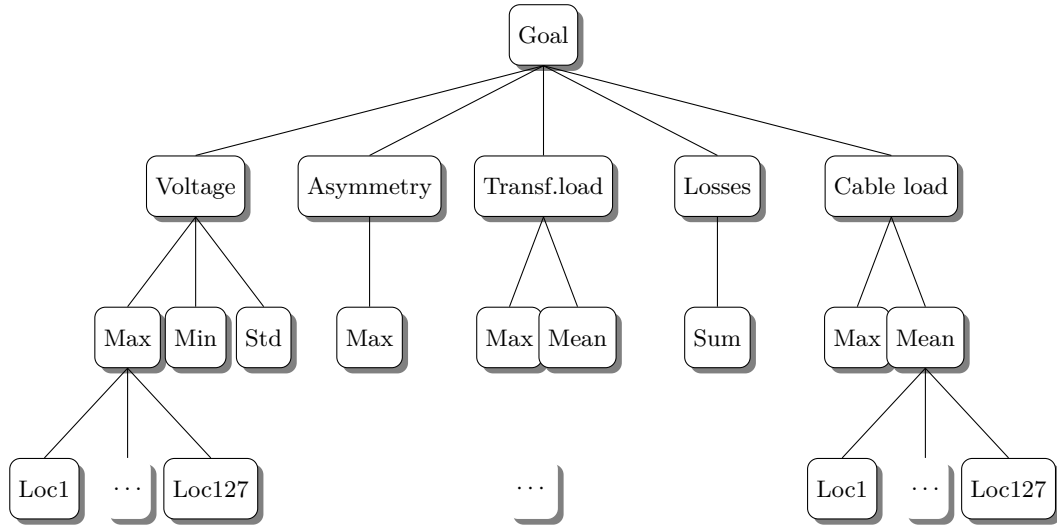 Goal
Voltage Asymmetry Transf.load Losses Cable load
Max Min Std Max Max Mean Sum Max Mean
Loc1 ··· Loc127 ··· Loc1 ··· Loc127